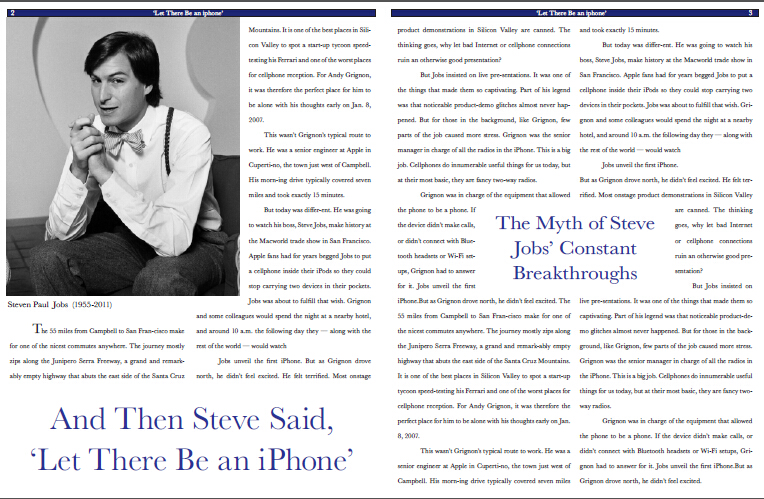 2
'Let There Be an iphone'
Steven Paul Jobs (1955-2011)
The 55 miles from Campbell to San Fran-cisco make
for one of the nicest commutes anywhere. The journey mostly
zips along the Junipero Serra Freeway, a grand and remark-
ably empty highway that abuts the east side of the Santa Cruz
Mountains. It is one of the best places in Sili-
con Valley to spot a start-up tycoon speed-
testing his Ferrari and one of the worst places
for cellphone reception. For Andy Grignon,
it was therefore the perfect place for him to
be alone with his thoughts early on Jan. 8,
2007.
This wasn't Grignon's typical route to
work. He was a senior engineer at Apple in
Cuperti-no, the town just west of Campbell.
His morn-ing drive typically covered seven
miles and took exactly 15 minutes.
But today was differ-ent. He was going
to watch his boss, Steve Jobs, make history at
the Macworld trade show in San Francisco.
Apple fans had for years begged Jobs to put
a cellphone inside their iPods so they could
stop carrying two devices in their pockets.
Jobs was about to fulfill that wish. Grignon
and some colleagues would spend the night at a nearby hotel,
and around 10 a.m. the following day they — along with the
rest of the world — would watch
Jobs unveil the first iPhone. But as Grignon drove
north, he didn't feel excited. He felt terrified. Most onstage
And Then Steve Said,
'Let There Be an iPhone'
'Let There Be an iphone'
3
product demonstrations in Silicon Valley are canned. The
thinking goes, why let bad Internet or cellphone connections
ruin an otherwise good presentation?
But Jobs insisted on live pre-sentations. It was one of
the things that made them so captivating. Part of his legend
was that noticeable product-demo glitches almost never hap-
pened. But for those in the background, like Grignon, few
parts of the job caused more stress. Grignon was the senior
manager in charge of all the radios in the iPhone. This is a big
job. Cellphones do innumerable useful things for us today, but
at their most basic, they are fancy two-way radios.
Grignon was in charge of the equipment that allowed
the phone to be a phone. If
the device didn't make calls,
or didn't connect with Blue-
tooth headsets or Wi-Fi set-
ups, Grignon had to answer
for it. Jobs unveil the first
iPhone.But as Grignon drove north, he didn't feel excited. The
55 miles from Campbell to San Fran-cisco make for one of
the nicest commutes anywhere. The journey mostly zips along
the Junipero Serra Freeway, a grand and remark-ably empty
highway that abuts the east side of the Santa Cruz Mountains.
It is one of the best places in Silicon Valley to spot a start-up
tycoon speed-testing his Ferrari and one of the worst places for
cellphone reception. For Andy Grignon, it was therefore the
perfect place for him to be alone with his thoughts early on Jan.
8, 2007.
This wasn't Grignon's typical route to work. He was a
senior engineer at Apple in Cuperti-no, the town just west of
Campbell. His morn-ing drive typically covered seven miles
The Myth of Steve
Jobs' Constant
Breakthroughs
and took exactly 15 minutes.
But today was differ-ent. He was going to watch his
boss, Steve Jobs, make history at the Macworld trade show in
San Francisco. Apple fans had for years begged Jobs to put a
cellphone inside their iPods so they could stop carrying two
devices in their pockets. Jobs was about to fulfill that wish. Gri-
gnon and some colleagues would spend the night at a nearby
hotel, and around 10 a.m. the following day they — along with
the rest of the world — would watch
Jobs unveil the first iPhone.
But as Grignon drove north, he didn't feel excited. He felt ter-
rified. Most onstage product demonstrations in Silicon Valley
are canned. The thinking
goes, why let bad Internet
or cellphone connections
ruin an otherwise good pre-
sentation?
But Jobs insisted on
live pre-sentations. It was one of the things that made them so
captivating. Part of his legend was that noticeable product-de-
mo glitches almost never happened. But for those in the back-
ground, like Grignon, few parts of the job caused more stress.
Grignon was the senior manager in charge of all the radios in
the iPhone. This is a big job. Cellphones do innumerable useful
things for us today, but at their most basic, they are fancy two-
way radios.
Grignon was in charge of the equipment that allowed
the phone to be a phone. If the device didn't make calls, or
didn't connect with Bluetooth headsets or Wi-Fi setups, Gri-
gnon had to answer for it. Jobs unveil the first iPhone.But as
Grignon drove north, he didn't feel excited.